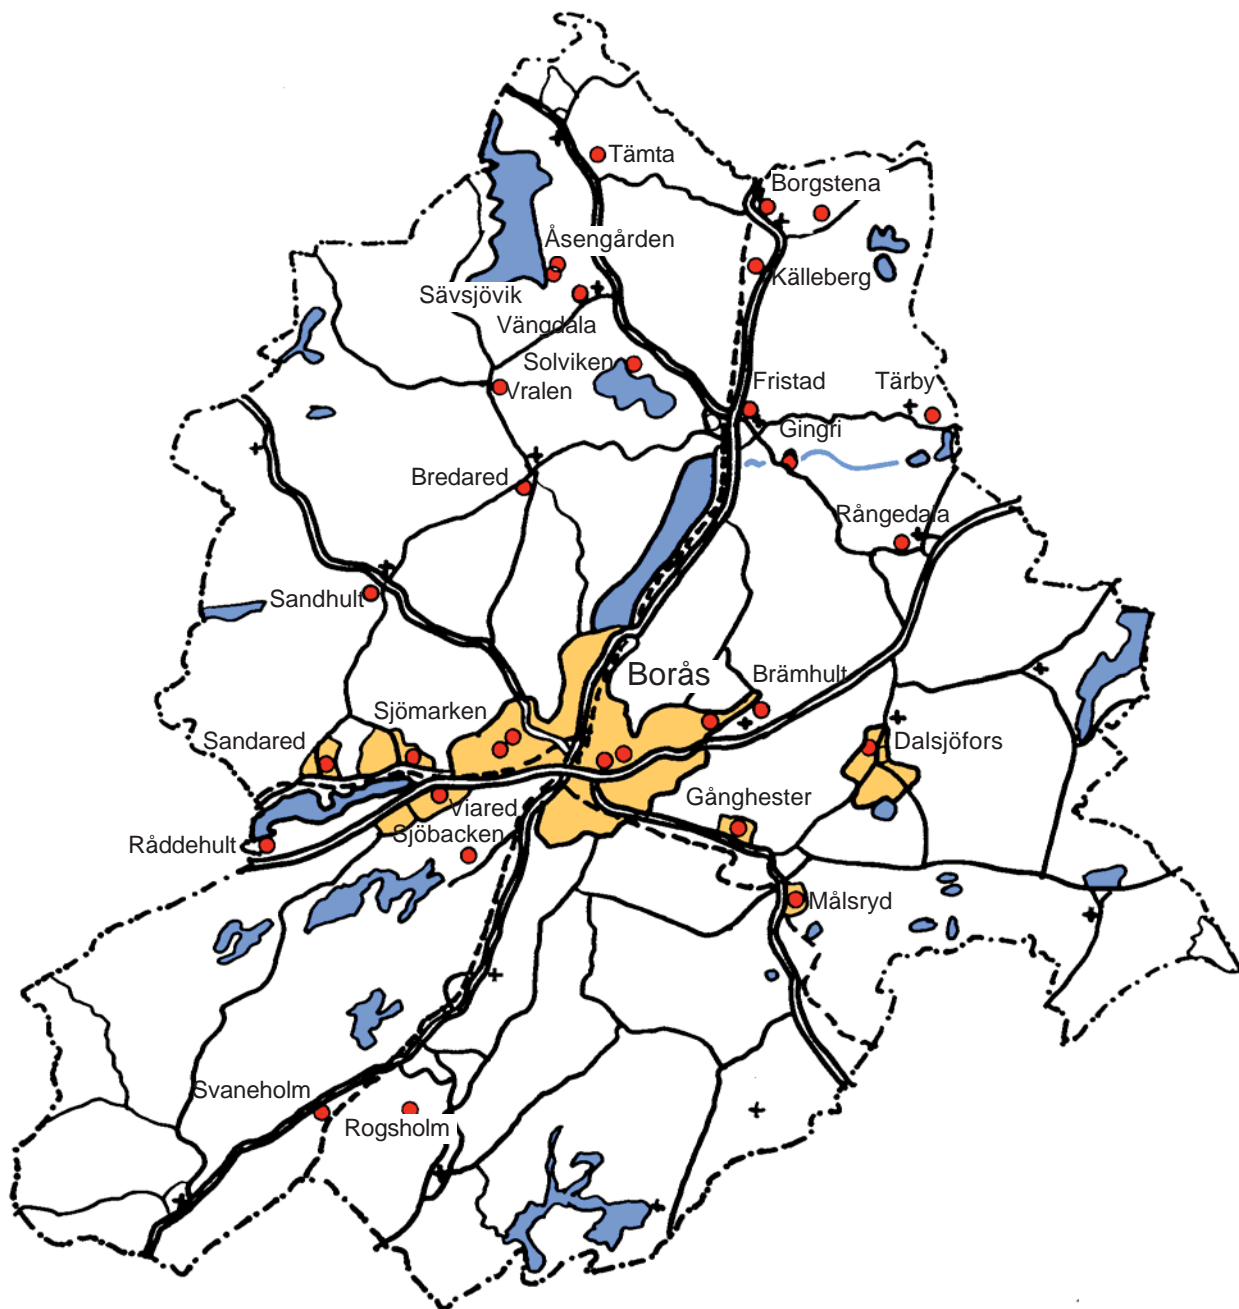 Tämta
Borgstena
Åsengården
Källeberg
Sävsjövik
Vängdala
Solviken
Vralen
Fristad
Tärby
Gingri
Bredared
Rångedala
Sandhult
Borås
Brämhult
Sjömarken
Sandared
Dalsjöfors
Viared
Gånghester
Sjöbacken
Råddehult
Målsryd
Svaneholm
Rogsholm